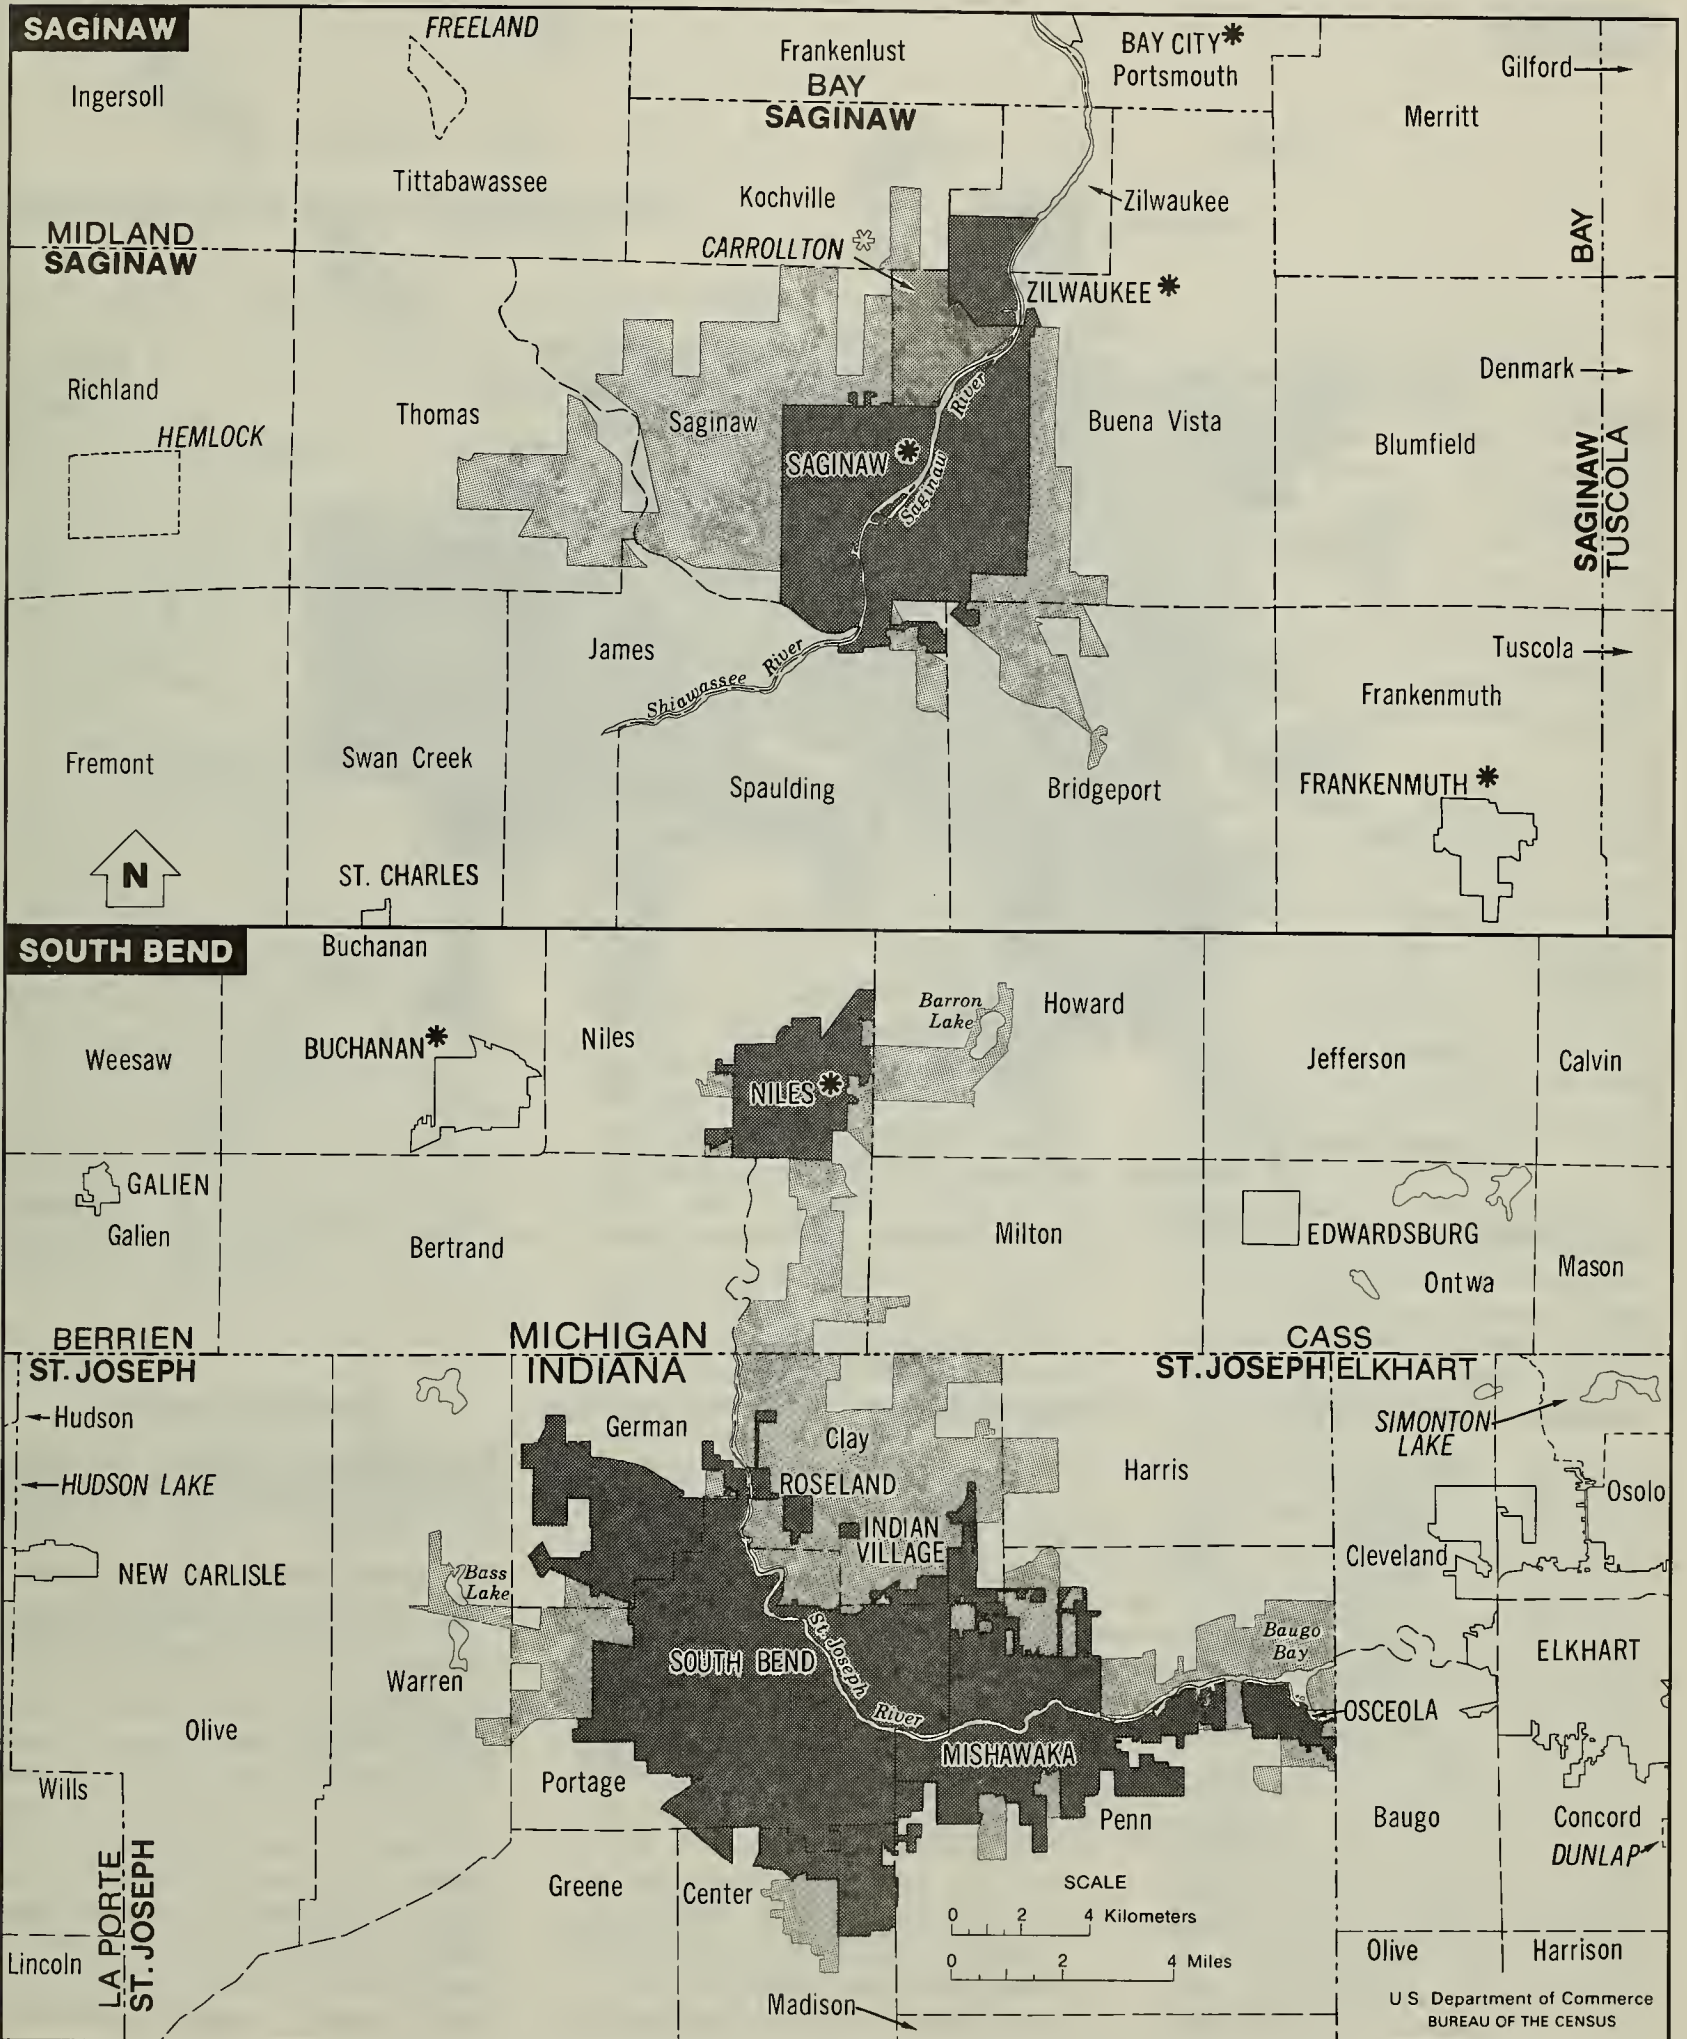 SAGINAW
FREELAND
Ingersoll
Frankenlust
BAY
SAGINAW
BAY CITY*
Portsmouth
Gilford
Merritt
Tittabawassee
Kochville
Zilwaukee
MIDLAND
SAGINAW
CARROLLTON *
BAY
ZILWAUKEE *
Richland
HEMLOCK
Thomas
Saginaw
River
Saginaw
SAGINAW *
Buena Vista
Denmark
Blumfield
SAGINAW
TUSCOLA
James
Shiawassee River
Tuscola
Frankenmuth
Fremont
Swan Creek
Spaulding
Bridgeport
FRANKENMUTH *
N
ST. CHARLES
SOUTH BEND
Buchanan
Barron
Lake
Howard
Weesaw
BUCHANAN*
Niles
Jefferson
Calvin
NILES *
GALIEN
Galien
Bertrand
Milton
EDWARDSBURG
Ontwa
Mason
BERRIEN
ST. JOSEPH
MICHIGAN
INDIANA
CASS
ST. JOSEPH
ELKHART
Hudson
German
Clay
SIMONTON
LAKE
HUDSON LAKE
ROSELAND
Harris
Osolo
INDIAN
VILLAGE
NEW CARLISLE
Bass
Lake
Cleveland
SOUTH BEND
St. Joseph
River
Baugo
Bay
ELKHART
Warren
OSCEOLA
Olive
MISHAWAKA
Wills
Portage
Penn
Baugo
Concord
DUNLAP
LA PORTE
ST. JOSEPH
Greene
Center
SCALE
0 2 4 Kilometers
0 2 4 Miles
Lincoln
Olive
Harrison
Madison
U S Department of Commerce
BUREAU OF THE CENSUS